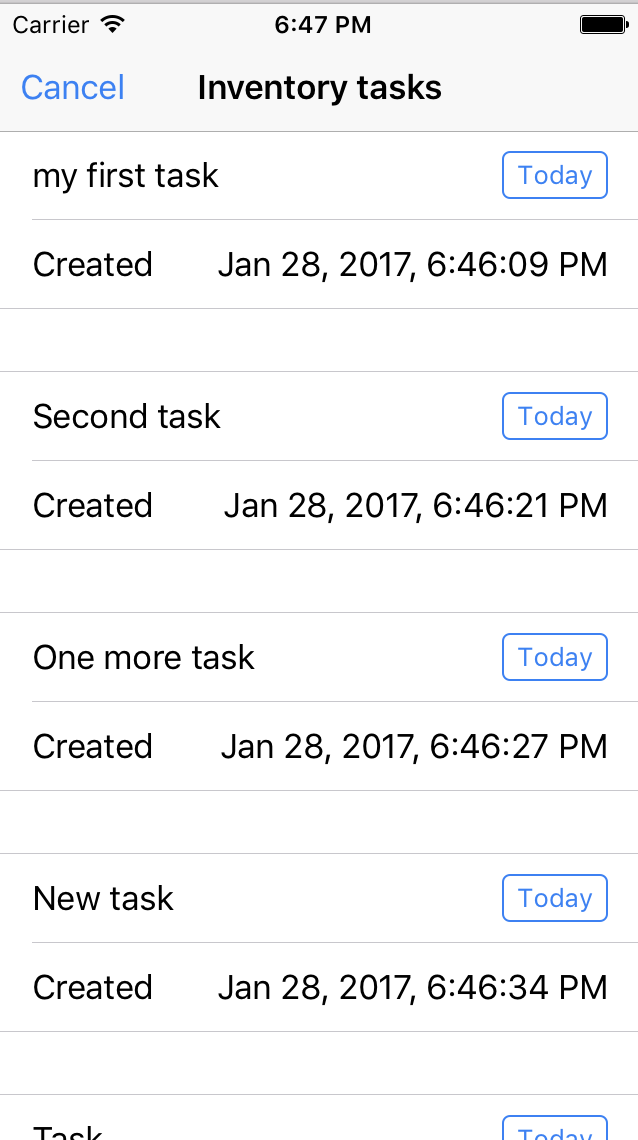 Carrier 6:47 PM
Cancel Inventory tasks
my first task Today
Created Jan 28, 2017, 6:46:09 PM
Second task Today
Created Jan 28, 2017, 6:46:21 PM
One more task Today
Created Jan 28, 2017, 6:46:27 PM
New task Today
Created Jan 28, 2017, 6:46:34 PM
Task Today